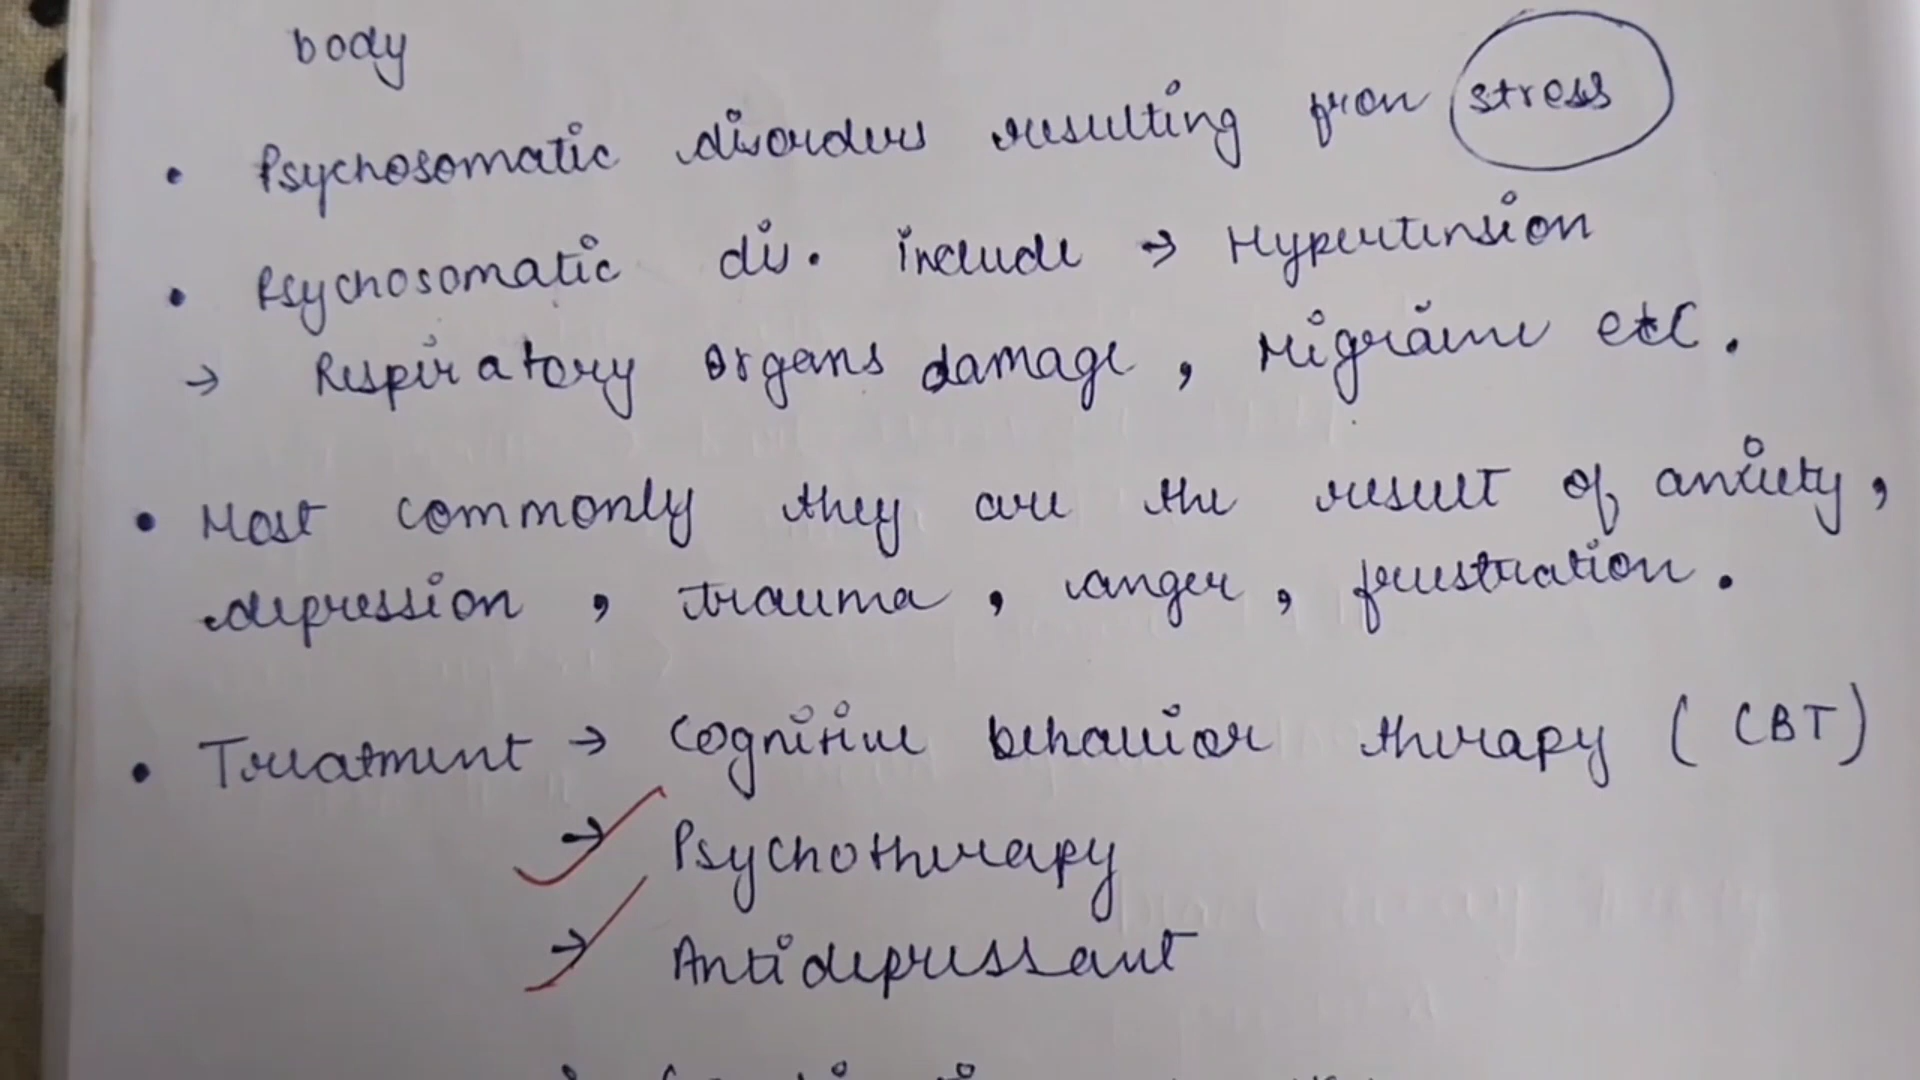 body
• Psychosomatic disorders resulting from stress
• Psychosomatic dis. include → Hypertension
→ Respiratory organs damage, Migraine etc.
• Most commonly they are the result of anxiety,
depression, trauma, anger, frustration.
• Treatment → Cognitive behavior therapy (CBT)
→ Psychotherapy
→ Antidepressant